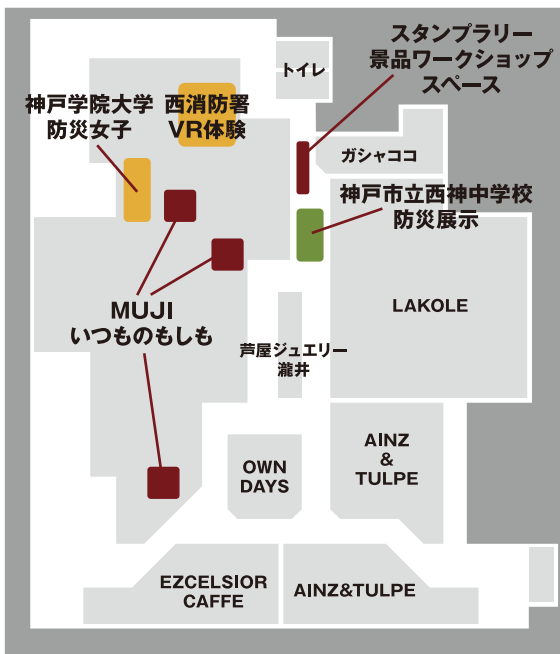 スタンプラリー
景品ワークショップ
スペース
トイレ
神戸学院大学
防災女子
西消防署
VR体験
ガシャココ
神戸市立西神中学校
防災展示
LAKOLE
MUJI
いつものもしも
芦屋ジュエリー
瀧井
AINZ
&
TULPE
OWN
DAYS
EZCELSIOR
CAFFE
AINZ&TULPE